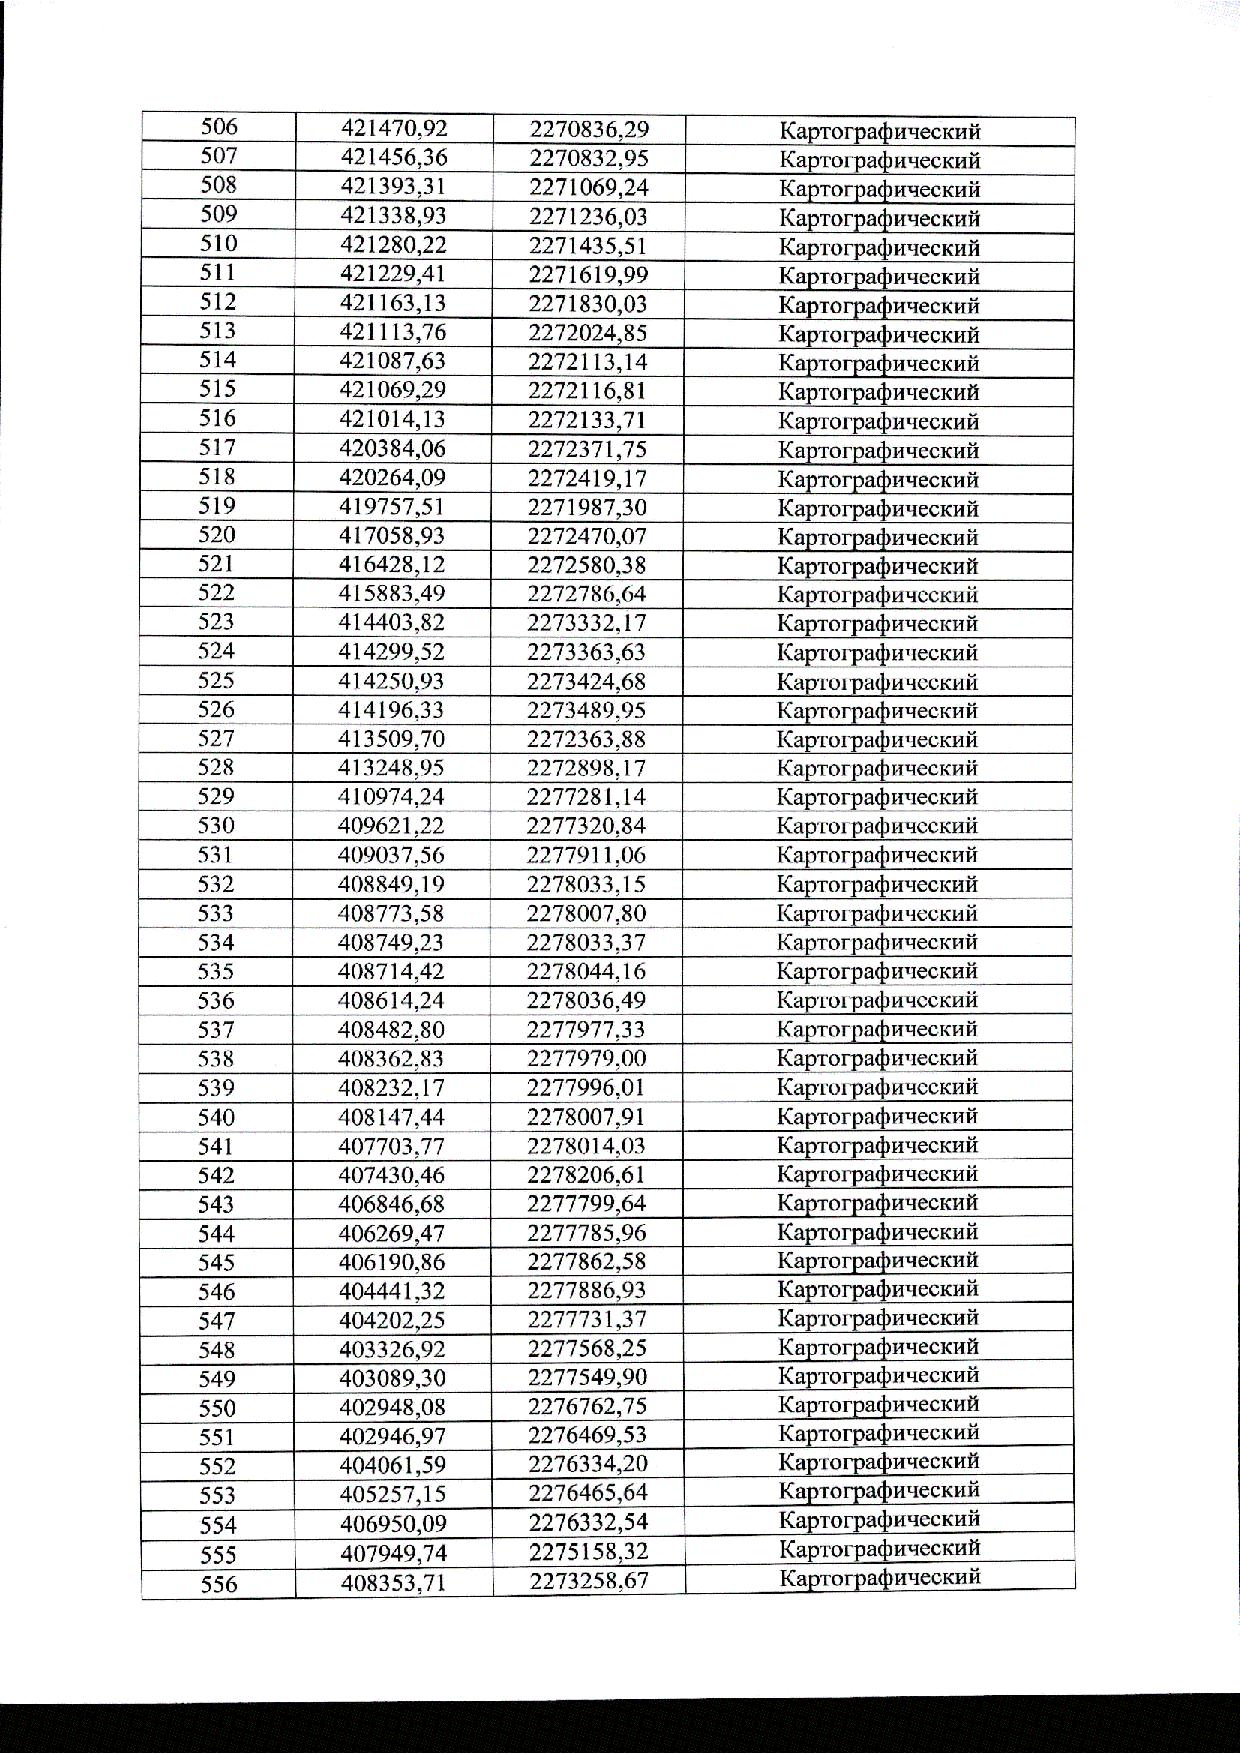 506 421470,92 2270836,29 Картографический
507 421456,36 2270832,95 Картографический
508 421393,31 2271069,24 Картографический
509 421338,93 2271236,03 Картографический
510 421280,22 2271435,51 Картографический
511 421229,41 2271619,99 Картографический
512 421163,13 2271830,03 Картографический
513 421113,76 2272024,85 Картографический
514 421087,63 2272113,14 Картографический
515 421069,29 2272116,81 Картографический
516 421014,13 2272133,71 Картографический
517 420384,06 2272371,75 Картографический
518 420264,09 2272419,17 Картографический
519 419757,51 2271987,30 Картографический
520 417058,93 2272470,07 Картографический
521 416428,12 2272580,38 Картографический
522 415883,49 2272786,64 Картографический
523 414403,82 2273332,17 Картографический
524 414299,52 2273363,63 Картографический
525 414250,93 2273424,68 Картографический
526 414196,33 2273489,95 Картографический
527 413509,70 2272363,88 Картографический
528 413248,95 2272898,17 Картографический
529 410974,24 2277281,14 Картографический
530 409621,22 2277320,84 Картографический
531 409037,56 2277911,06 Картографический
532 408849,19 2278033,15 Картографический
533 408773,58 2278007,80 Картографический
534 408749,23 2278033,37 Картографический
535 408714,42 2278044,16 Картографический
536 408614,24 2278036,49 Картографический
537 408482,80 2277977,33 Картографический
538 408362,83 2277979,00 Картографический
539 408232,17 2277996,01 Картографический
540 408147,44 2278007,91 Картографический
541 407703,77 2278014,03 Картографический
542 407430,46 2278206,61 Картографический
543 406846,68 2277799,64 Картографический
544 406269,47 2277785,96 Картографический
545 406190,86 2277862,58 Картографический
546 404441,32 2277886,93 Картографический
547 404202,25 2277731,37 Картографический
548 403326,92 2277568,25 Картографический
549 403089,30 2277549,90 Картографический
550 402948,08 2276762,75 Картографический
551 402946,97 2276469,53 Картографический
552 404061,59 2276334,20 Картографический
553 405257,15 2276465,64 Картографический
554 406950,09 2276332,54 Картографический
555 407949,74 2275158,32 Картографический
556 408353,71 2273258,67 Картографический